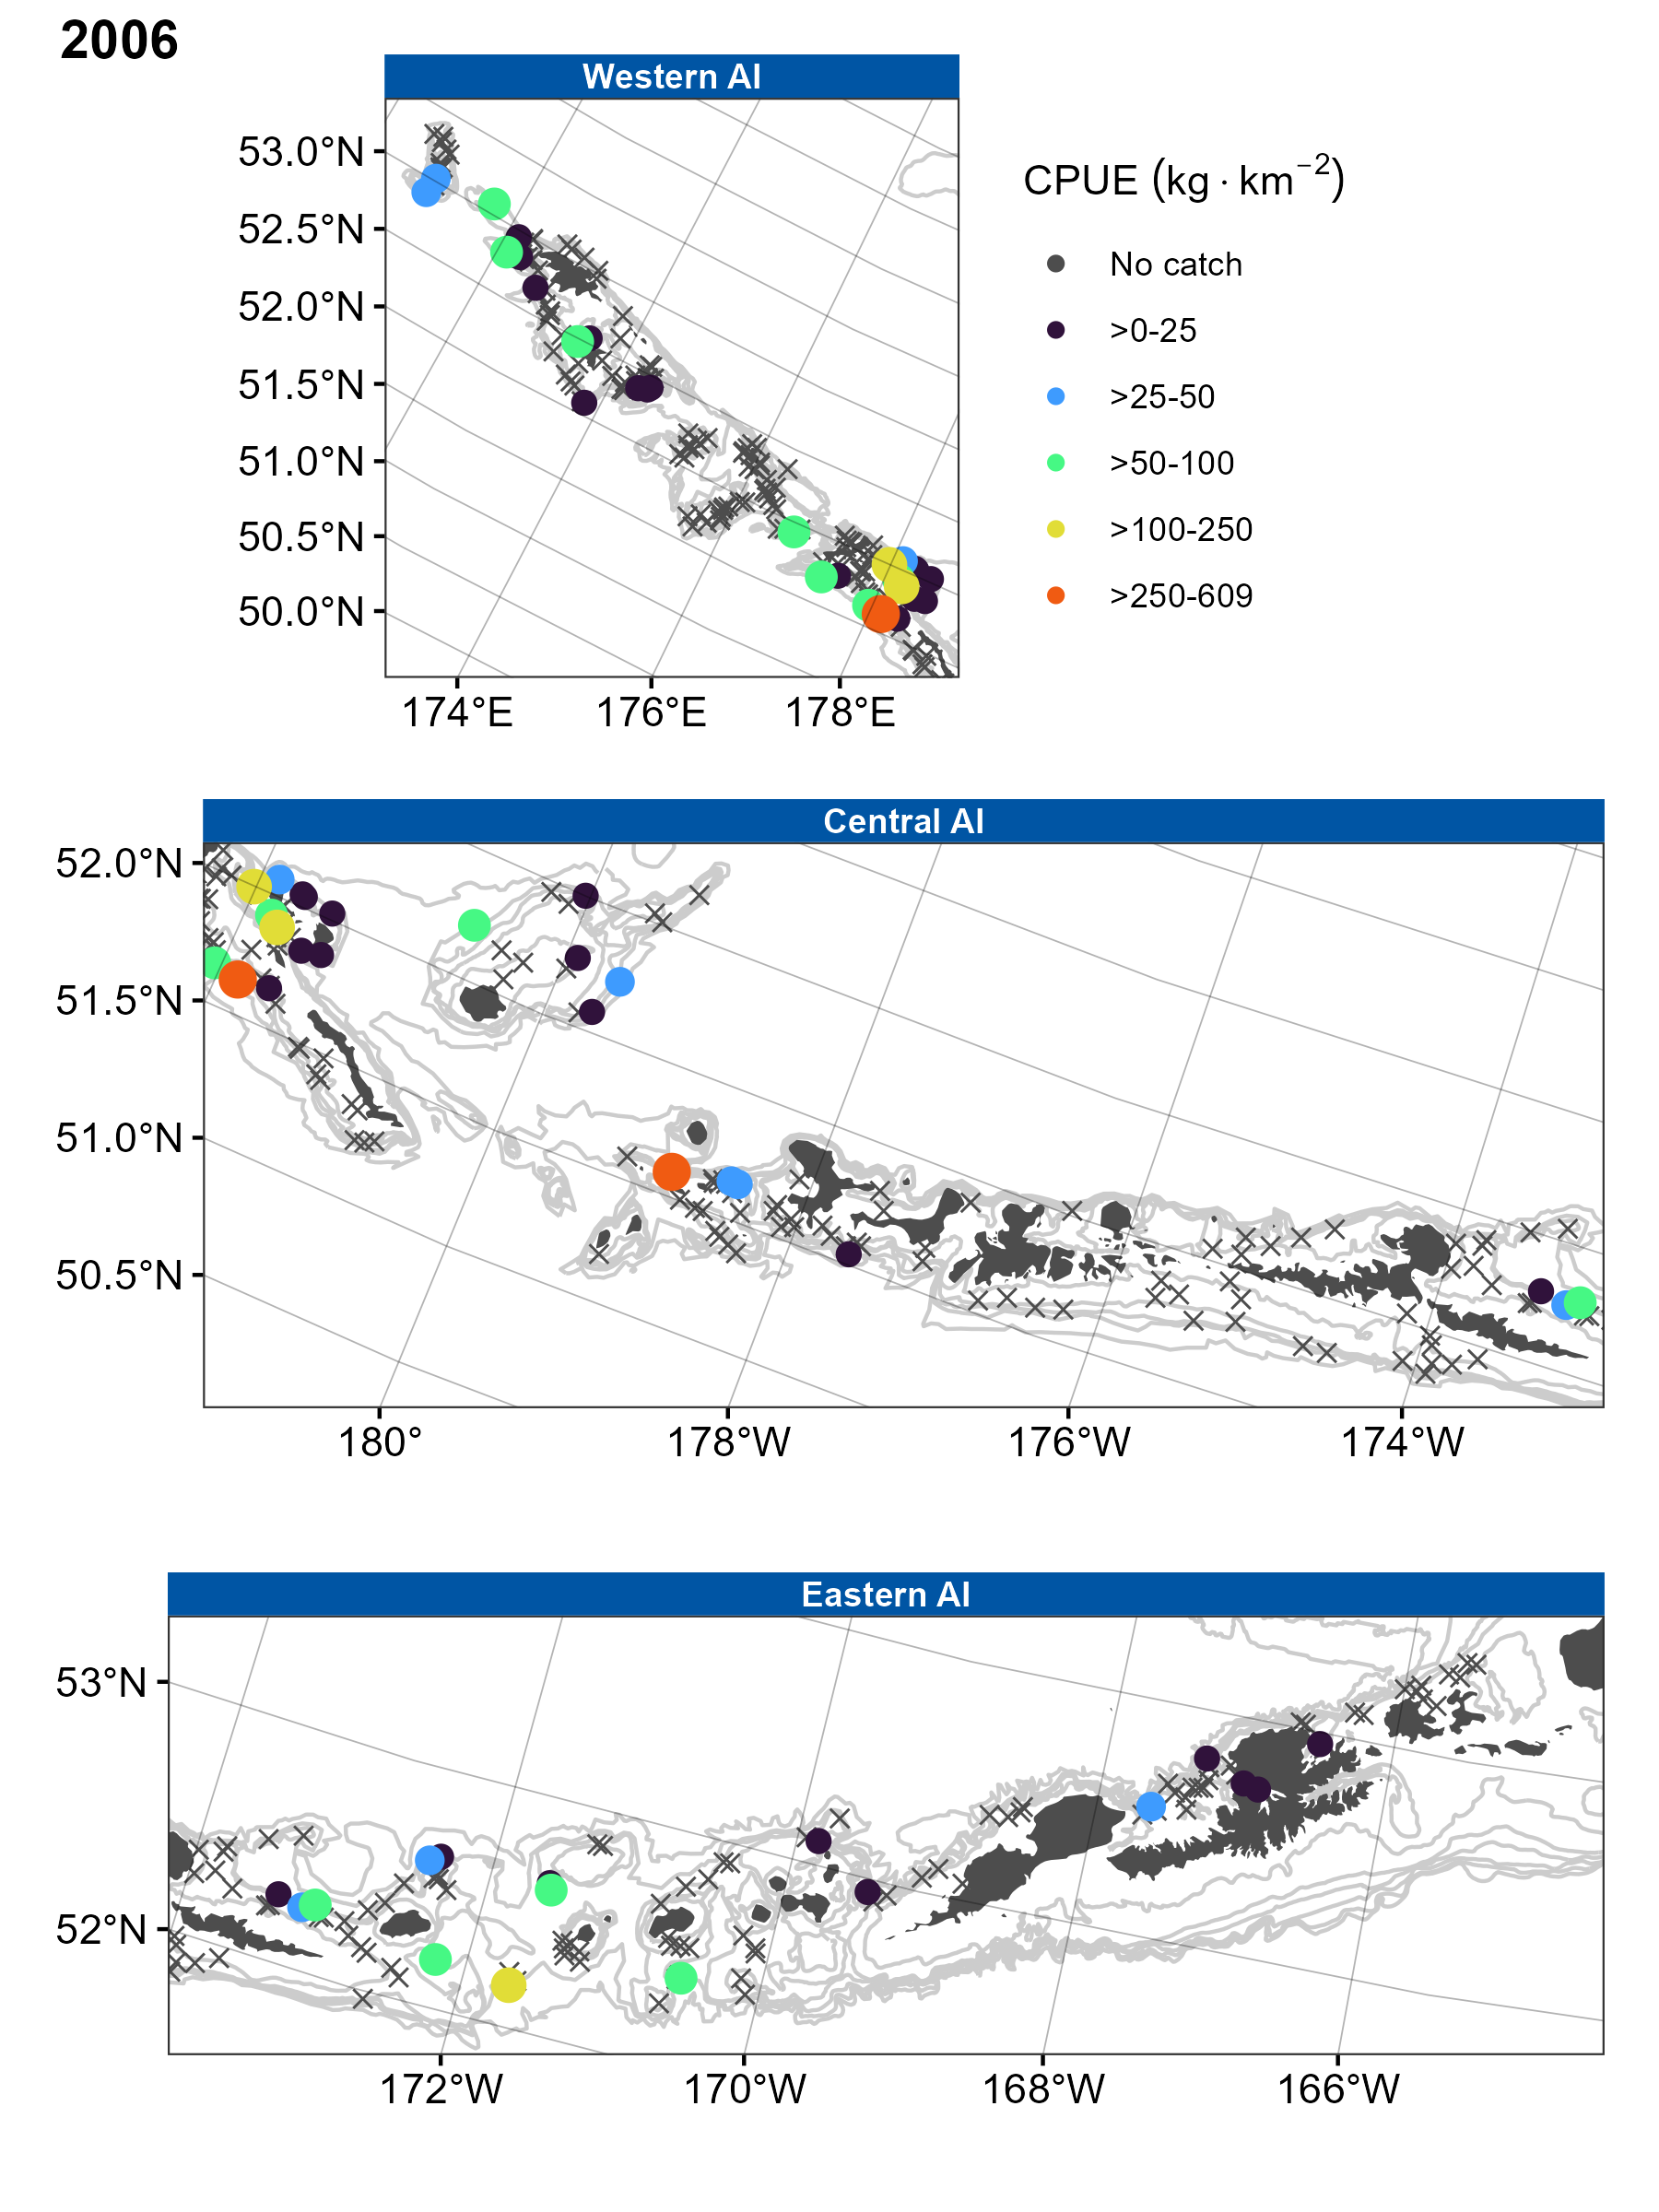 2006
Western AI
53.0°N
52.5°N
52.0°N
51.5°N
51.0°N
50.5°N
50.0°N
174°E 176°E 178°E
CPUE (kg · km⁻²)
No catch
>0-25
>25-50
>50-100
>100-250
>250-609
Central AI
52.0°N
51.5°N
51.0°N
50.5°N
180° 178°W 176°W 174°W
Eastern AI
53°N
52°N
172°W 170°W 168°W 166°W